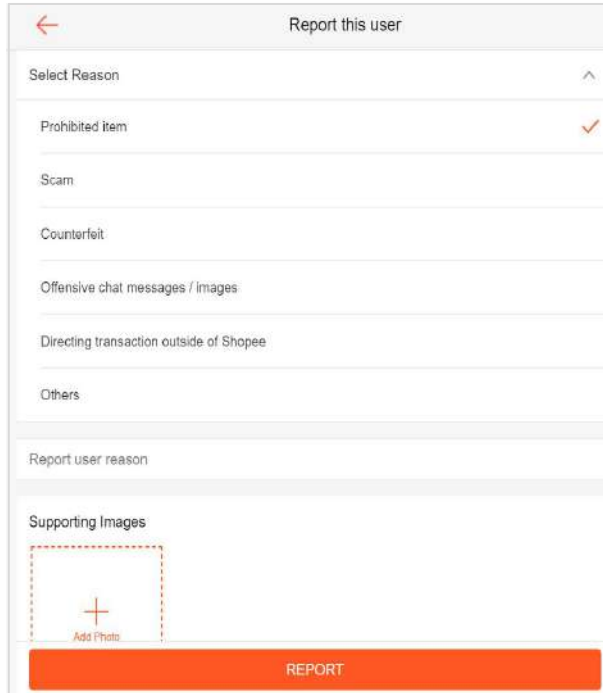 Report this user
Select Reason
Prohibited item
Scam
Counterfeit
Offensive chat messages / images
Directing transaction outside of Shopee
Others
Report user reason
Supporting Images
Add Photo
REPORT